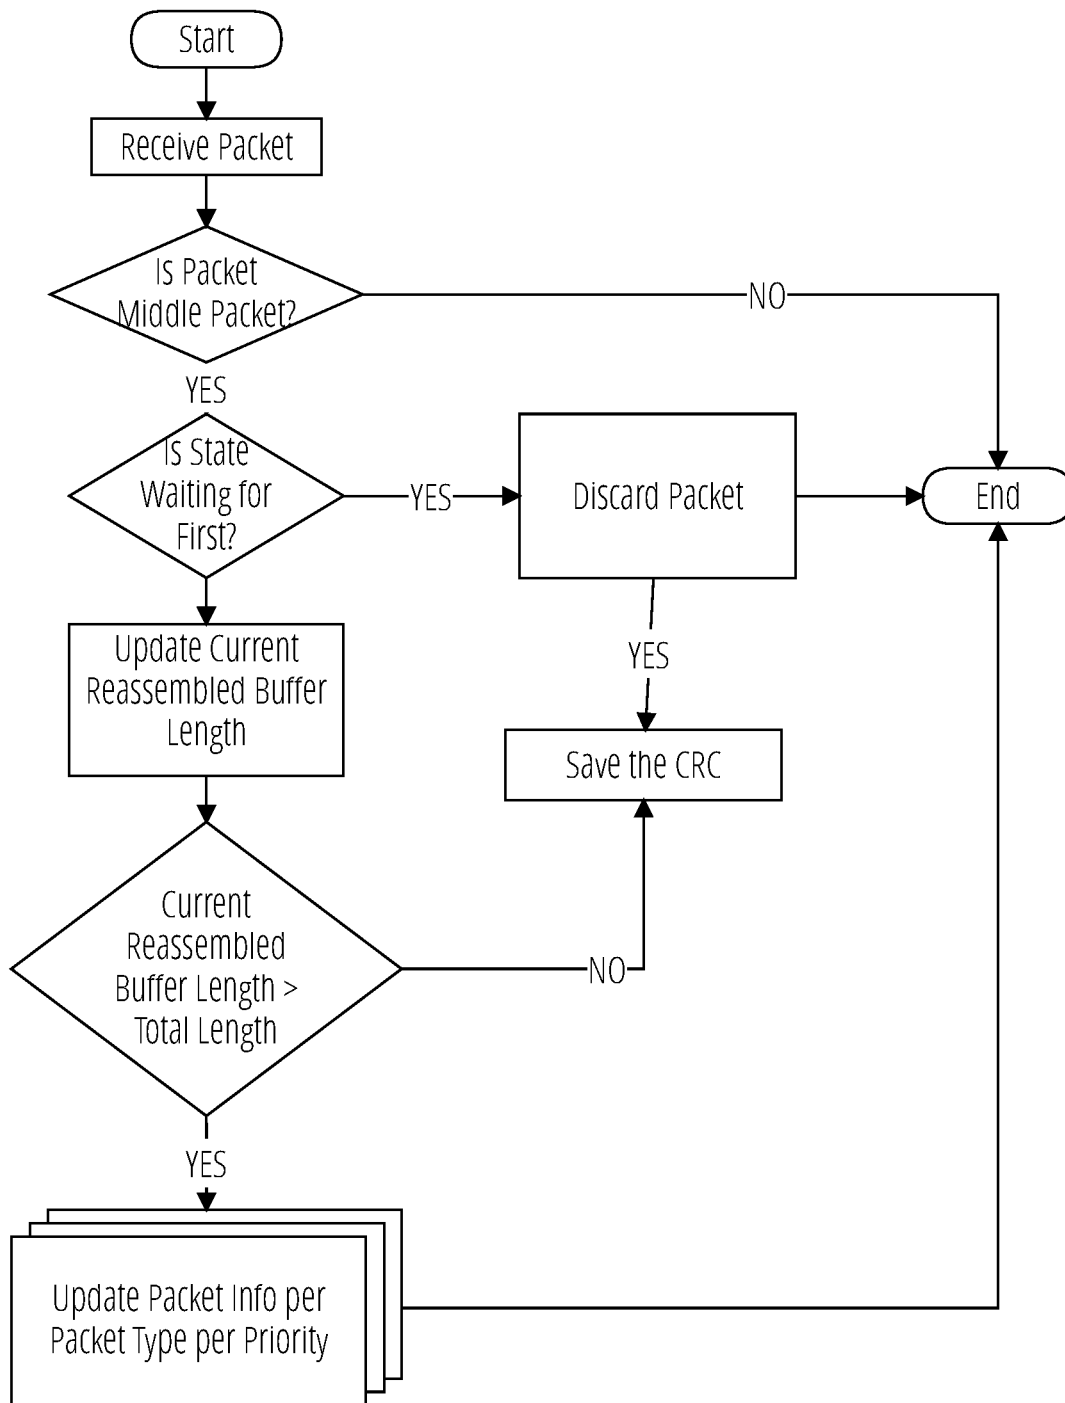 Start
Receive Packet
Is Packet
Middle Packet?
NO
YES
Is State
Waiting for
First?
YES
Discard Packet
End
Update Current
Reassembled Buffer
Length
YES
Save the CRC
Current
Reassembled
Buffer Length >
Total Length
NO
YES
Update Packet Info per
Packet Type per Priority